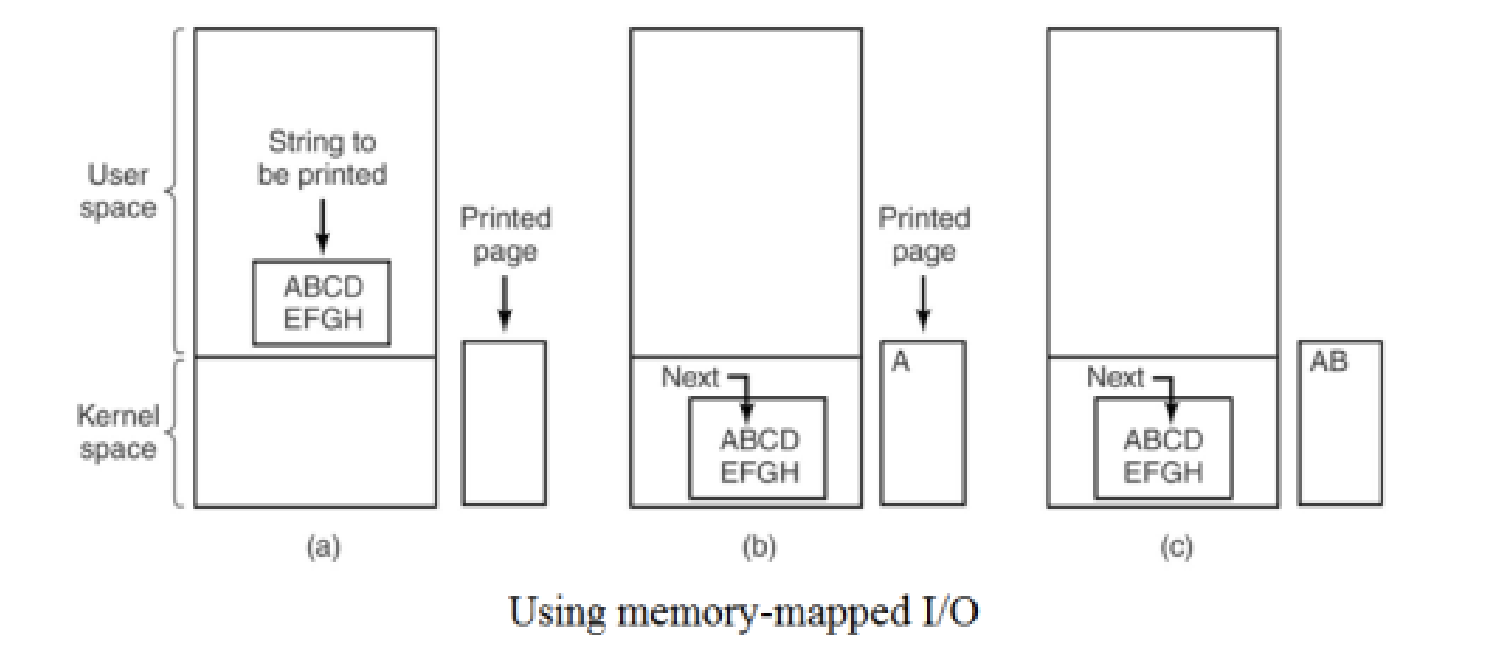 User
space
Kernel
space
String to
be printed
ABCD
EFGH
Printed
page
(a)
Next
ABCD
EFGH
Printed
page
A
(b)
Next
ABCD
EFGH
AB
(c)
Using memory-mapped I/O